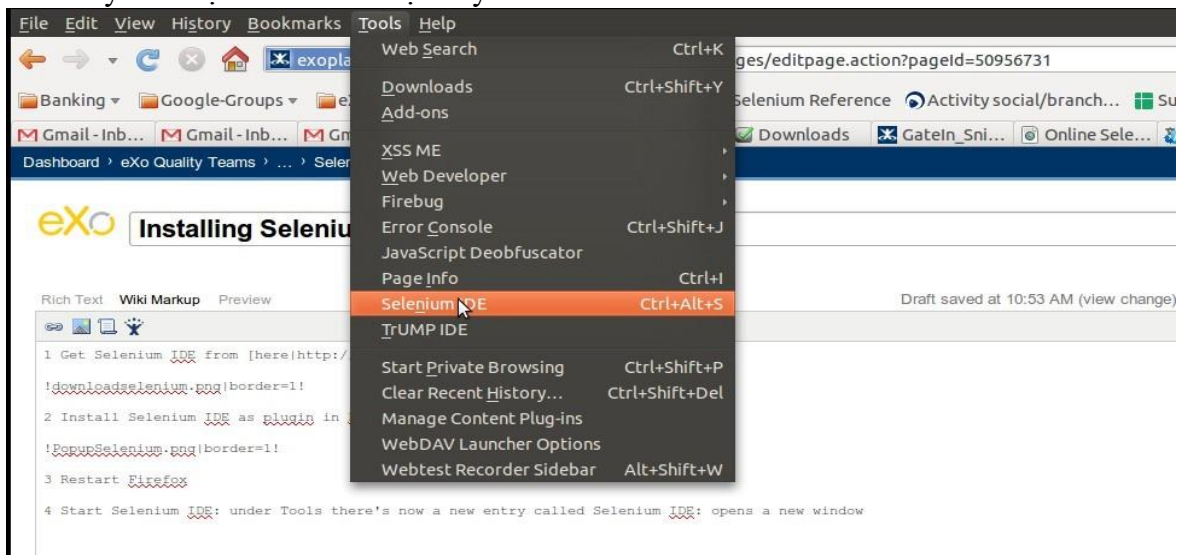 File Edit View History Bookmarks Tools Help
Web Search Ctrl+K
exopla
ges/editpage.action?pageId=50956731
Downloads Ctrl+Shift+Y
Banking Google-Groups
Selenium Reference Activity social/branch... Su
Add-ons
Gmail - Inb... Gmail - Inb... Gm
Downloads GateIn_Sni... Online Sele...
XSS ME
Dashboard › eXo Quality Teams › ... › Seler
Web Developer
Firebug
eXo Installing Seleniu
Error Console Ctrl+Shift+J
JavaScript Deobfuscator
Page Info Ctrl+I
Rich Text Wiki Markup Preview
Selenium IDE Ctrl+Alt+S
Draft saved at 10:53 AM (view change)
TrUMP IDE
1 Get Selenium IDE from [here|http:/
Start Private Browsing Ctrl+Shift+P
!downloadselenium.png|border=1!
Clear Recent History... Ctrl+Shift+Del
2 Install Selenium IDE as plugin in
Manage Content Plug-ins
!PopupSelenium.png|border=1!
WebDAV Launcher Options
Webtest Recorder Sidebar Alt+Shift+W
3 Restart Firefox
4 Start Selenium IDE: under Tools there's now a new entry called Selenium IDE: opens a new window